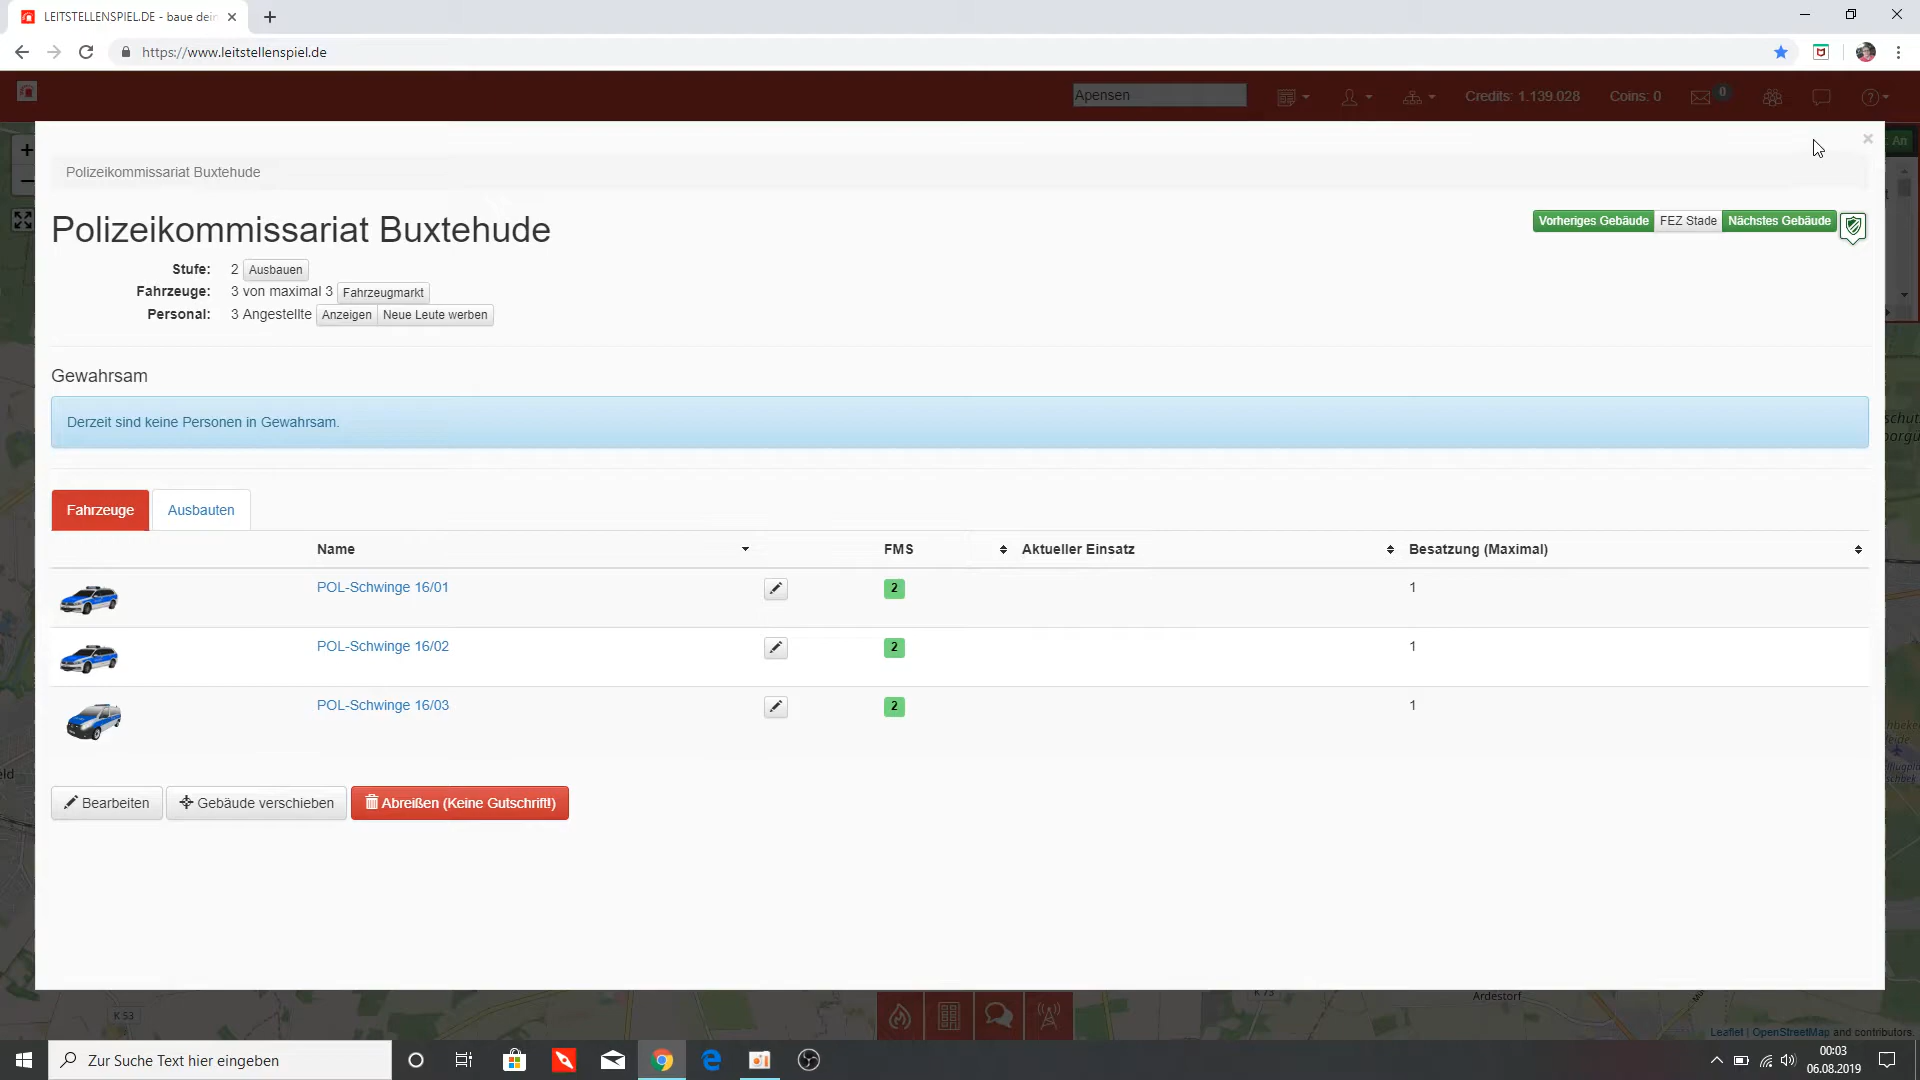 LEITSTELLENSPIEL.DE - baue dein
https://www.leitstellenspiel.de
Apensen
Credits: 1.139.028
Coins: 0
0
Polizeikommissariat Buxtehude
Polizeikommissariat Buxtehude
Vorheriges Gebäude FEZ Stade Nächstes Gebäude
Stufe: 2 Ausbauen
Fahrzeuge: 3 von maximal 3 Fahrzeugmarkt
Personal: 3 Angestellte Anzeigen Neue Leute werben
Gewahrsam
Derzeit sind keine Personen in Gewahrsam.
Fahrzeuge Ausbauten
Name FMS Aktueller Einsatz Besatzung (Maximal)
POL-Schwinge 16/01 2 1
POL-Schwinge 16/02 2 1
POL-Schwinge 16/03 2 1
Bearbeiten Gebäude verschieben Abreißen (Keine Gutschrift!)
K 53
K 73
Ardestorf
Leaflet | OpenStreetMap and contributors.
Zur Suche Text hier eingeben
00:03
06.08.2019